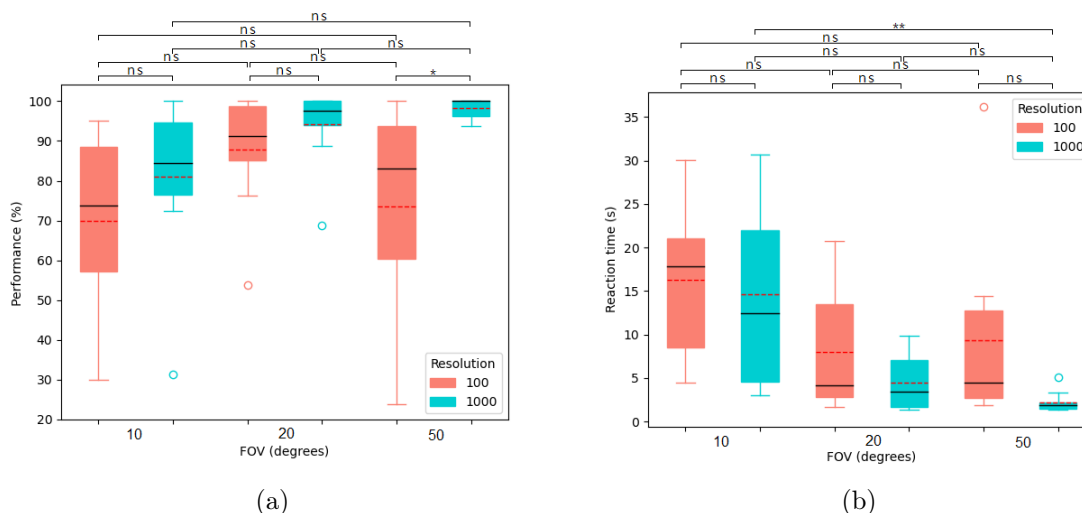 ns
ns
ns ns
ns ns
ns ns *
100
90
80
70
60
50
40
30
20
Performance (%)
Resolution
100
1000
10 20 50
FOV (degrees)
(a)
**
ns
ns ns
ns ns
ns ns ns
35
30
25
20
15
10
5
0
Reaction time (s)
Resolution
100
1000
10 20 50
FOV (degrees)
(b)